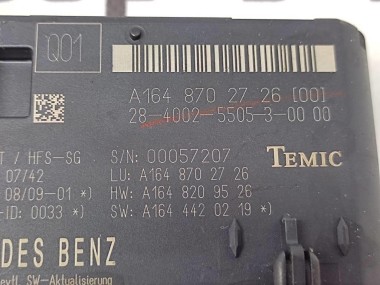 Q01
A164 870 27 26 [00]
28-4002-5505-3-00 00
T / HFS-SG S/N: 00057207
07/42 LU: A164 870 27 26
08/09-01 *) HW: A164 820 95 26
-ID: 0033 *) SW: A164 442 02 19 *)
TEMIC
DES BENZ
extl. SW-Aktualisierung